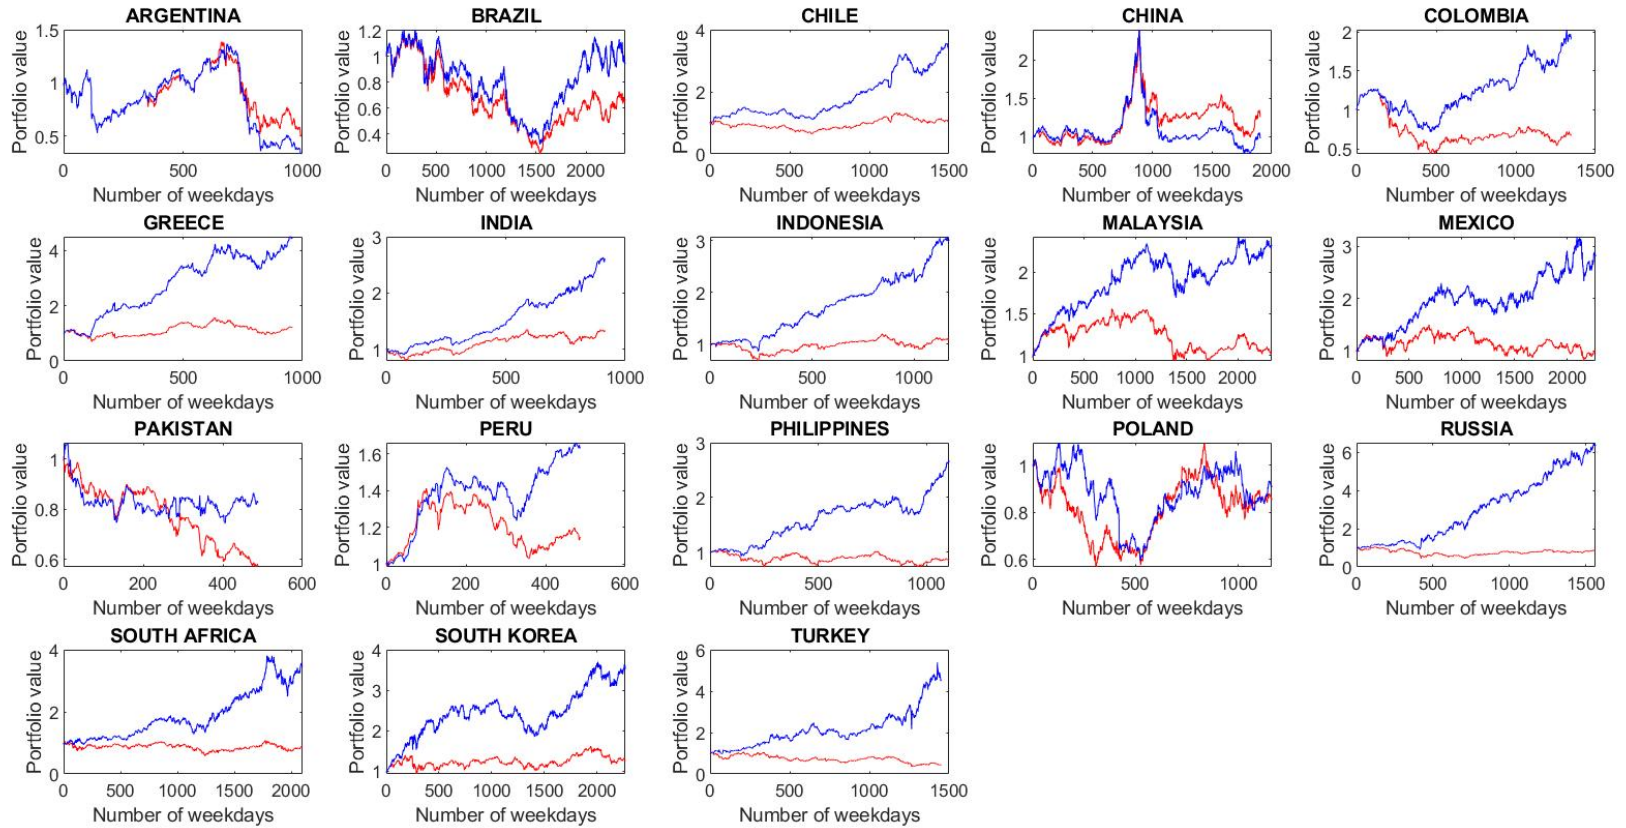 ARGENTINA BRAZIL CHILE CHINA COLOMBIA
Portfolio value 1.5 1 0.5 Portfolio value 1.2 1 0.8 0.6 0.4 Portfolio value 4 2 0 Portfolio value 2 1.5 1 Portfolio value 2 1.5 1 0.5
0 500 1000 0 500 1000 1500 2000 0 500 1000 1500 0 500 1000 1500 2000 0 500 1000 1500
Number of weekdays Number of weekdays Number of weekdays Number of weekdays Number of weekdays
GREECE INDIA INDONESIA MALAYSIA MEXICO
Portfolio value 4 2 0 Portfolio value 3 2 1 Portfolio value 3 2 1 Portfolio value 2 1.5 1 Portfolio value 3 2 1
0 500 1000 0 500 1000 0 500 1000 0 500 1000 1500 2000 0 500 1000 1500 2000
Number of weekdays Number of weekdays Number of weekdays Number of weekdays Number of weekdays
PAKISTAN PERU PHILIPPINES POLAND RUSSIA
Portfolio value 1 0.8 0.6 Portfolio value 1.6 1.4 1.2 1 Portfolio value 3 2 1 Portfolio value 1 0.8 0.6 Portfolio value 6 4 2 0
0 200 400 600 0 200 400 600 0 500 1000 0 500 1000 0 500 1000 1500
Number of weekdays Number of weekdays Number of weekdays Number of weekdays Number of weekdays
SOUTH AFRICA SOUTH KOREA TURKEY
Portfolio value 4 2 0 Portfolio value 4 3 2 1 Portfolio value 6 4 2 0
0 500 1000 1500 2000 0 500 1000 1500 2000 0 500 1000 1500
Number of weekdays Number of weekdays Number of weekdays